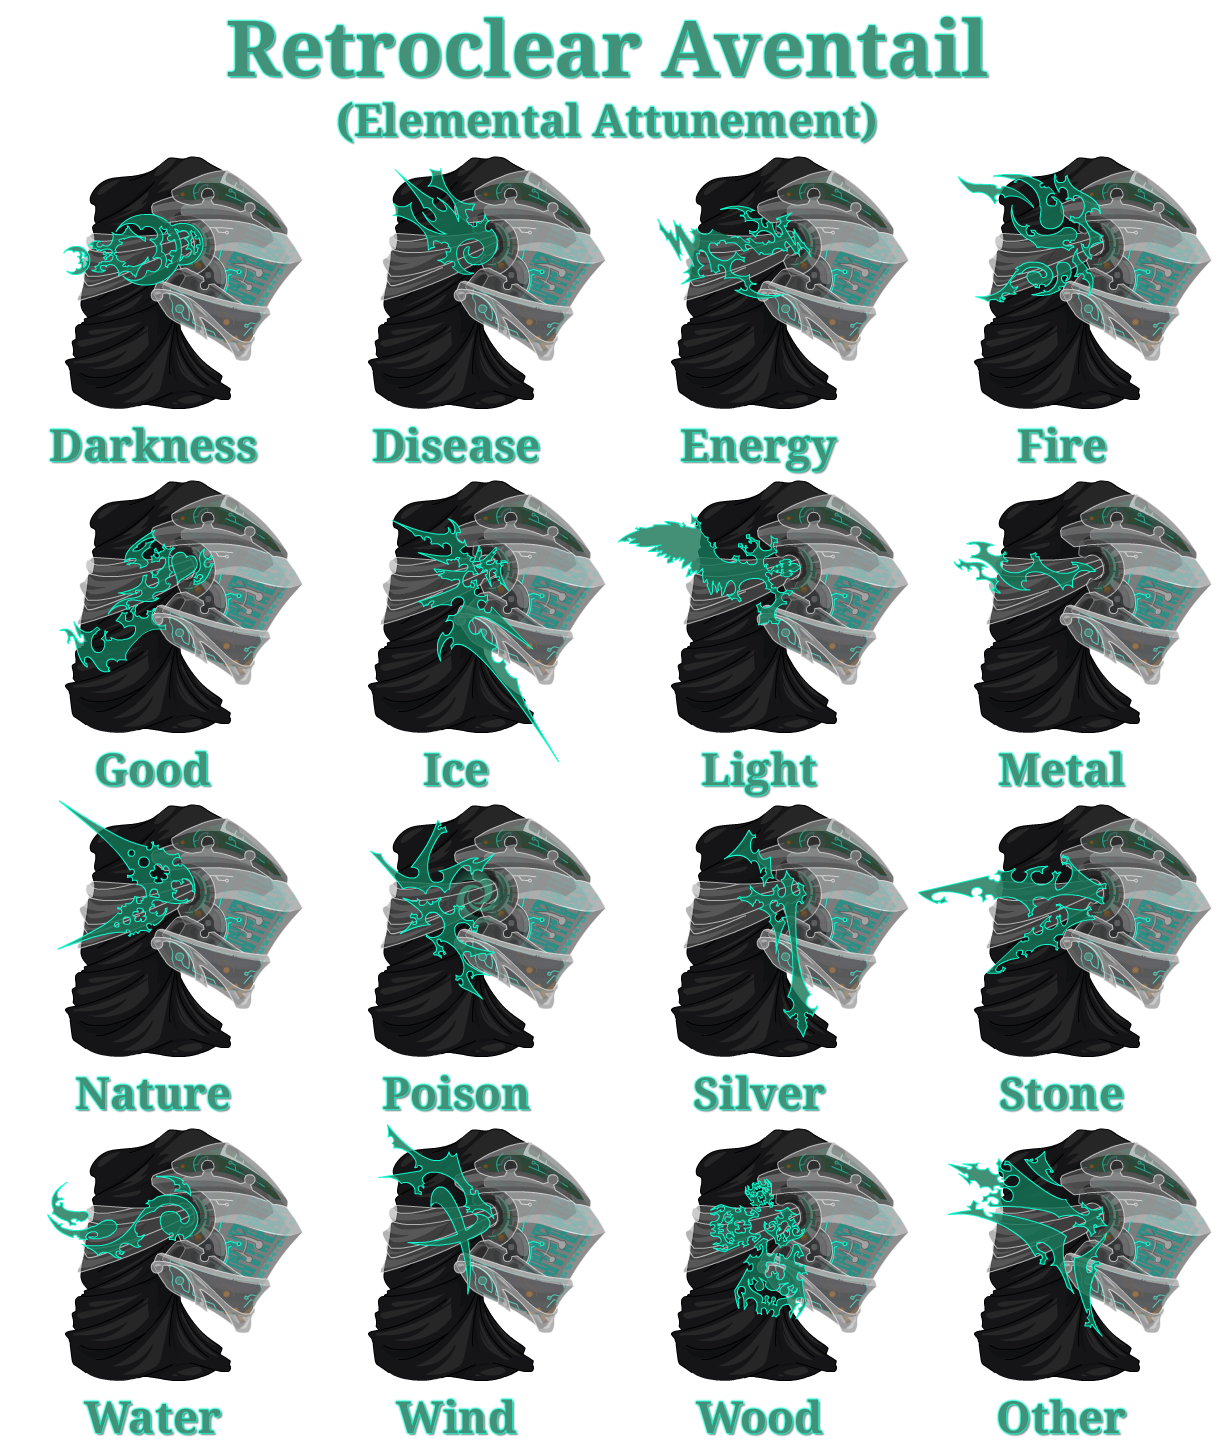 Retroclear Aventail
(Elemental Attunement)
Darkness Disease Energy Fire
Good Ice Light Metal
Nature Poison Silver Stone
Water Wind Wood Other